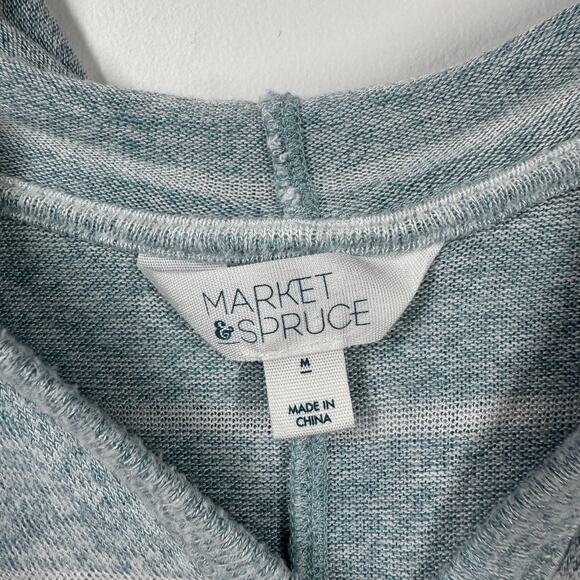 MARKET
& SPRUCE
M
MADE IN
CHINA